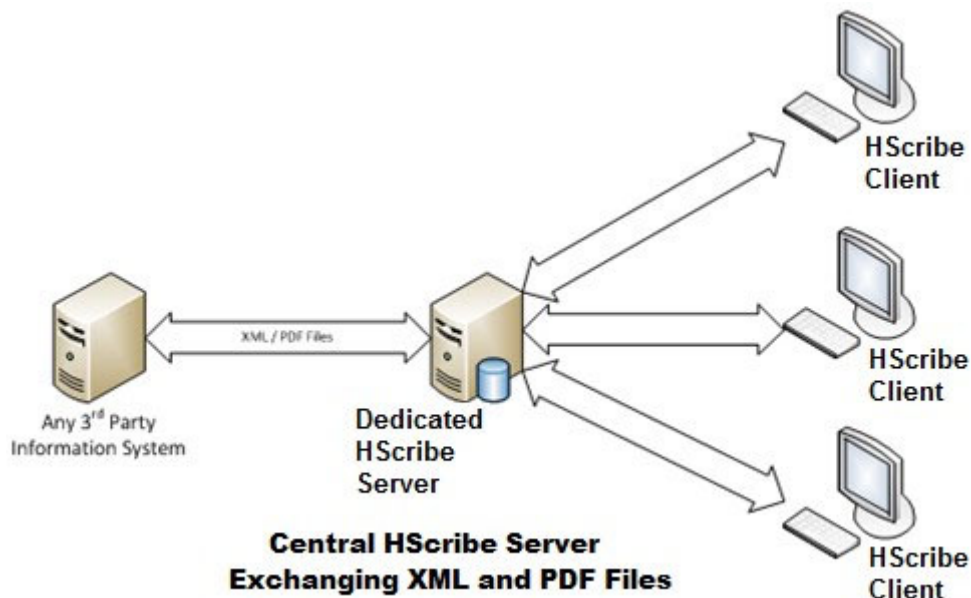 HScribe
Client
XML / PDF Files
HScribe
Client
Any 3rd Party
Information System
Dedicated
HScribe
Server
Central HScribe Server
Exchanging XML and PDF Files
HScribe
Client